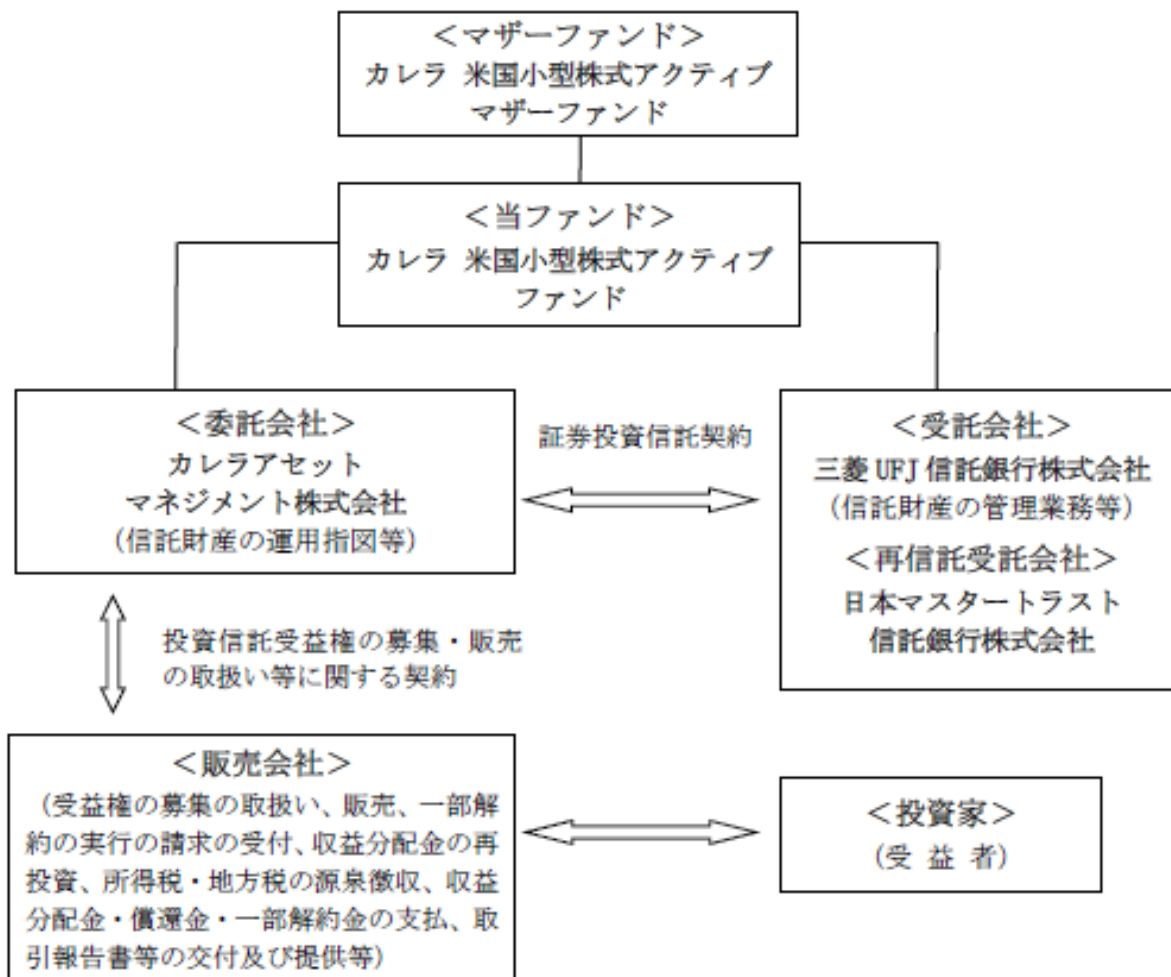 ＜マザーファンド＞
カレラ 米国小型株式アクティブ
マザーファンド
＜当ファンド＞
カレラ 米国小型株式アクティブ
ファンド
＜委託会社＞
カレラアセット
マネジメント株式会社
（信託財産の運用指図等）
証券投資信託契約
＜受託会社＞
三菱 UFJ 信託銀行株式会社
（信託財産の管理業務等）
＜再信託受託会社＞
日本マスタートラスト
信託銀行株式会社
投資信託受益権の募集・販売
の取扱い等に関する契約
＜販売会社＞
（受益権の募集の取扱い、販売、一部解
約の実行の請求の受付、収益分配金の再
投資、所得税・地方税の源泉徴収、収益
分配金・償還金・一部解約金の支払、取
引報告書等の交付及び提供等）
＜投資家＞
（受 益 者）